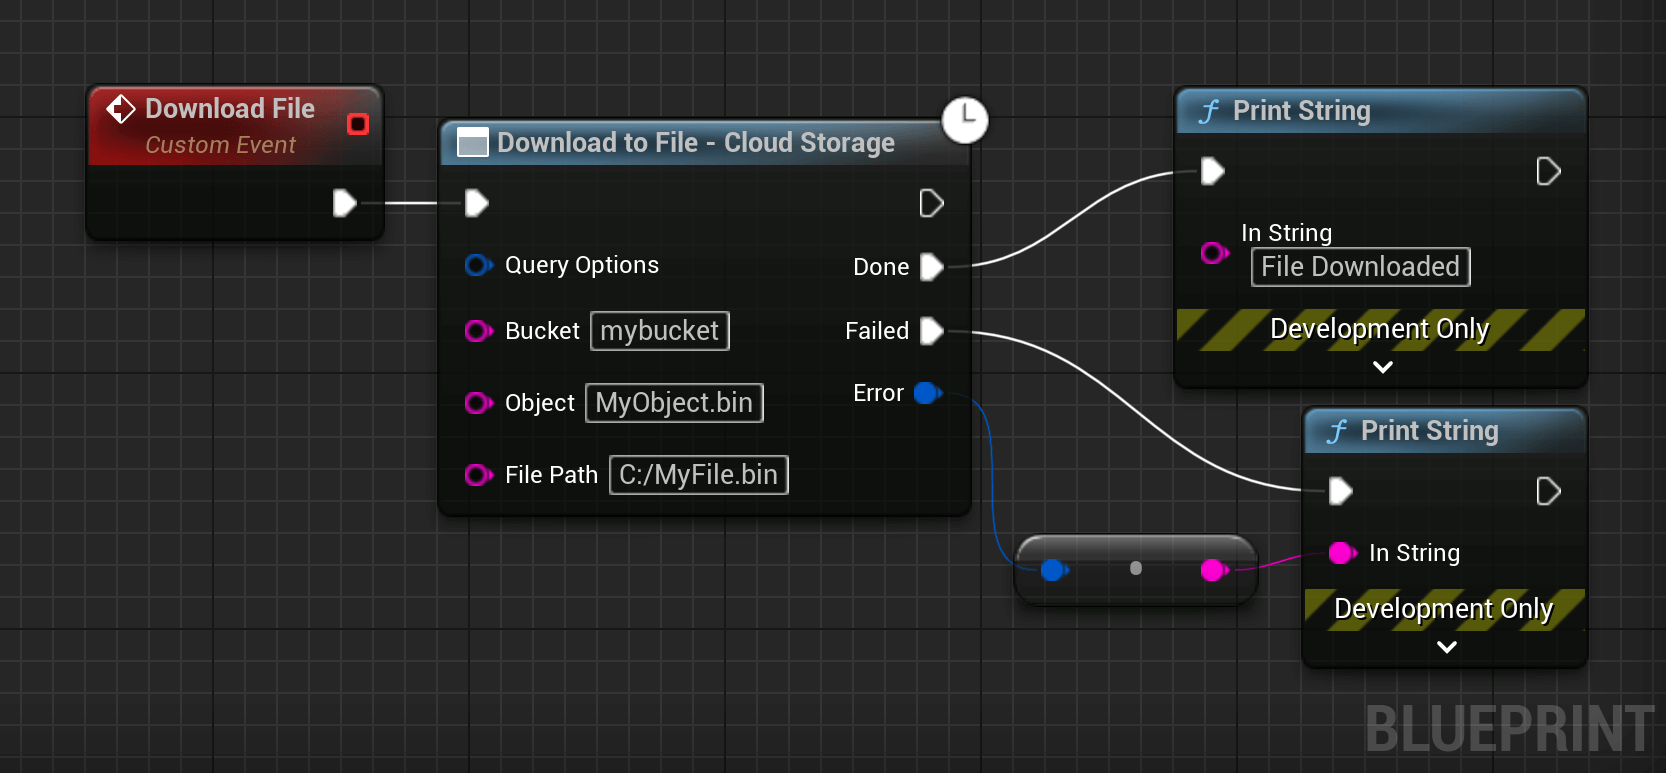 Download File
Custom Event
Download to File - Cloud Storage
Query Options
Done
Bucket
mybucket
Failed
Object
MyObject.bin
Error
File Path
C:/MyFile.bin
Print String
In String
File Downloaded
Development Only
Print String
In String
Development Only
BLUEPRINT